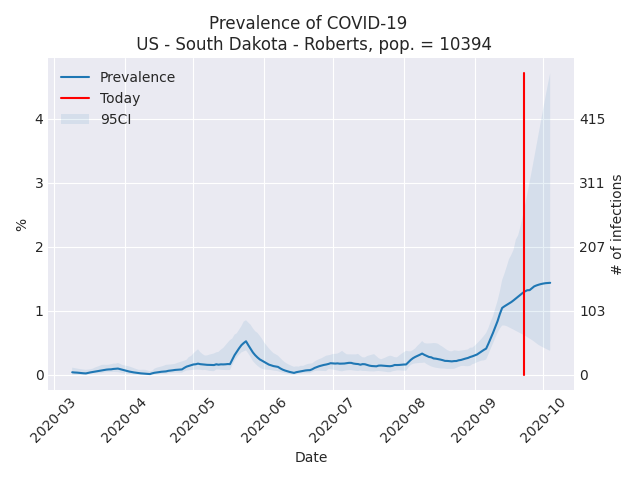 Prevalence of COVID-19
US - South Dakota - Roberts, pop. = 10394
Prevalence
Today
95CI
%
4
3
2
1
0
415
311
207
103
0
# of infections
2020-03
2020-04
2020-05
2020-06
2020-07
2020-08
2020-09
2020-10
Date